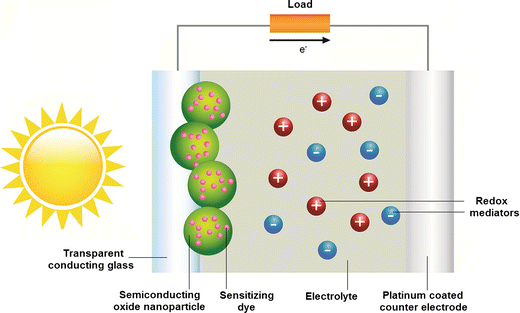 Load
e-
+
+
+
+
+
+
+
-
-
-
-
-
-
Redox
mediators
Transparent
conducting glass
Semiconducting
oxide nanoparticle
Sensitizing
dye
Electrolyte
Platinum coated
counter electrode